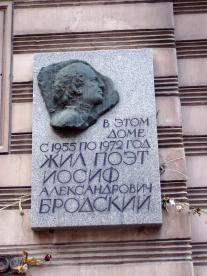 В ЭТОМ
ДОМЕ
С 1955 ПО 1972 ГОД
ЖИЛ ПОЭТ
ИОСИФ
АЛЕКСАНДРОВИЧ
БРОДСКИЙ